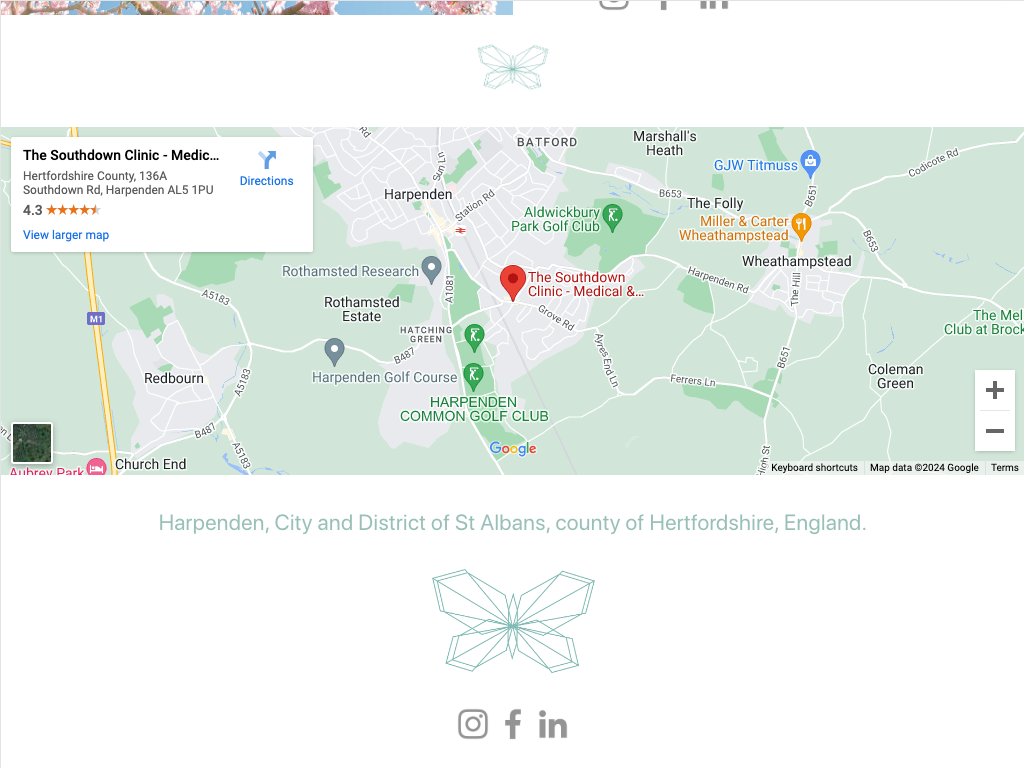 The Southdown Clinic - Medic...
Hertfordshire County, 136A
Southdown Rd, Harpenden AL5 1PU
4.3
View larger map
Directions
BATFORD
Marshall's
Heath
GJW Titmuss
Codicote Rd
B651
B653
The Folly
Harpenden
Station Rd
Aldwickbury
Park Golf Club
Miller & Carter
Wheathampstead
B653
Wheathampstead
The Hill
Rothamsted Research
A1081
The Southdown
Clinic - Medical &...
Harpenden Rd
A5183
Rothamsted
Estate
Grove Rd
M1
HATCHING
GREEN
The Mel
Club at Brock
B487
Ayres End Ln
B651
Redbourn
A5183
Harpenden Golf Course
Ferrers Ln
Coleman
Green
HARPENDEN
COMMON GOLF CLUB
B487
A5183
Google
High St
Aubrey Park
Church End
Keyboard shortcuts
Map data ©2024 Google
Terms
Harpenden, City and District of St Albans, county of Hertfordshire, England.